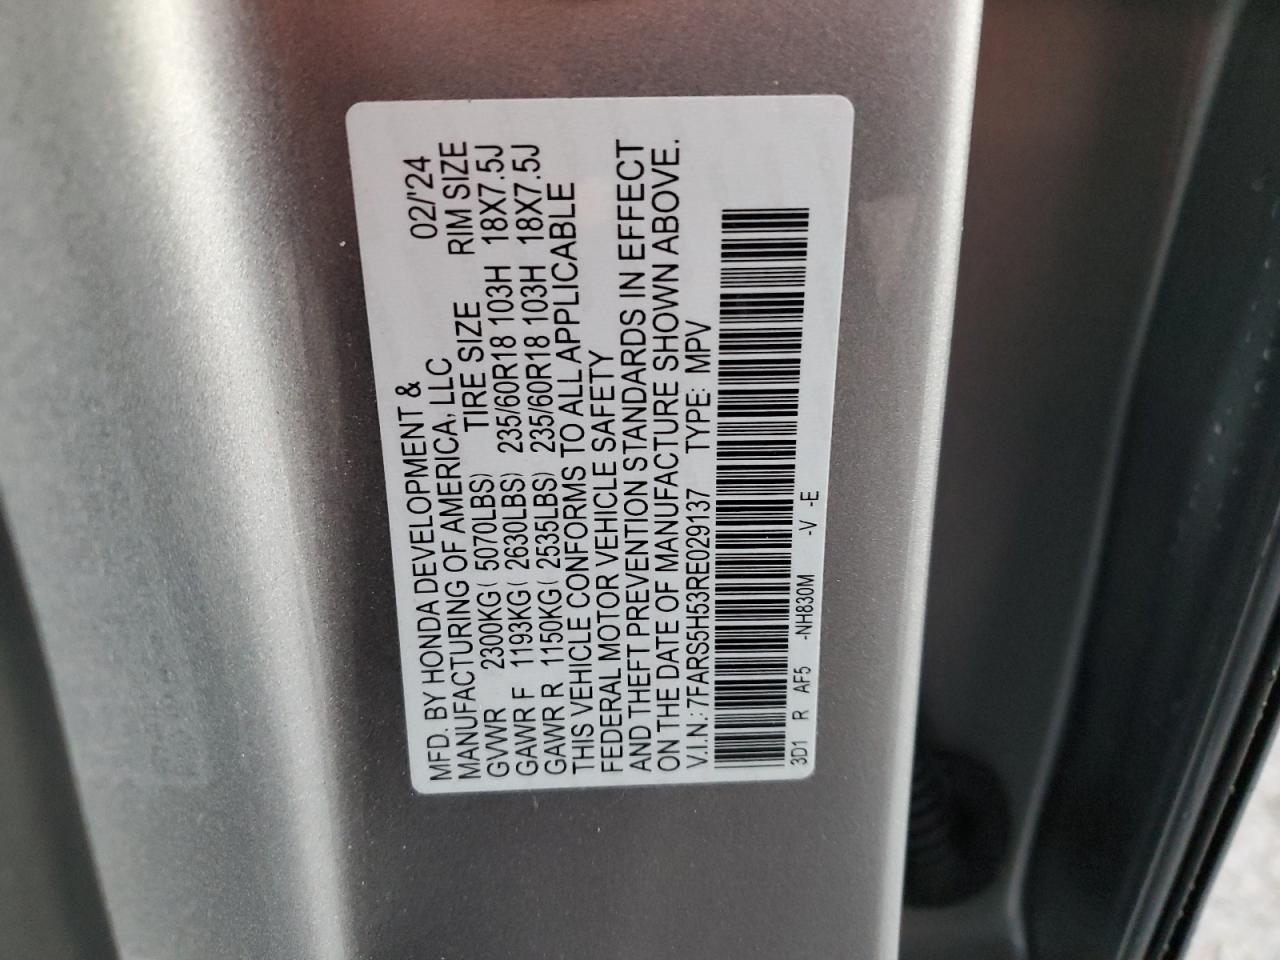 MFD. BY HONDA DEVELOPMENT &
MANUFACTURING OF AMERICA, LLC 02/'24
TIRE SIZE RIM SIZE
GVWR 2300KG( 5070LBS)
GAWR F 1193KG( 2630LBS) 235/60R18 103H 18X7.5J
GAWR R 1150KG( 2535LBS) 235/60R18 103H 18X7.5J
THIS VEHICLE CONFORMS TO ALL APPLICABLE
FEDERAL MOTOR VEHICLE SAFETY
AND THEFT PREVENTION STANDARDS IN EFFECT
ON THE DATE OF MANUFACTURE SHOWN ABOVE.
V.I.N.: 7FARS5H53RE029137 TYPE: MPV
3D1 R AF5 -NH830M -V -E